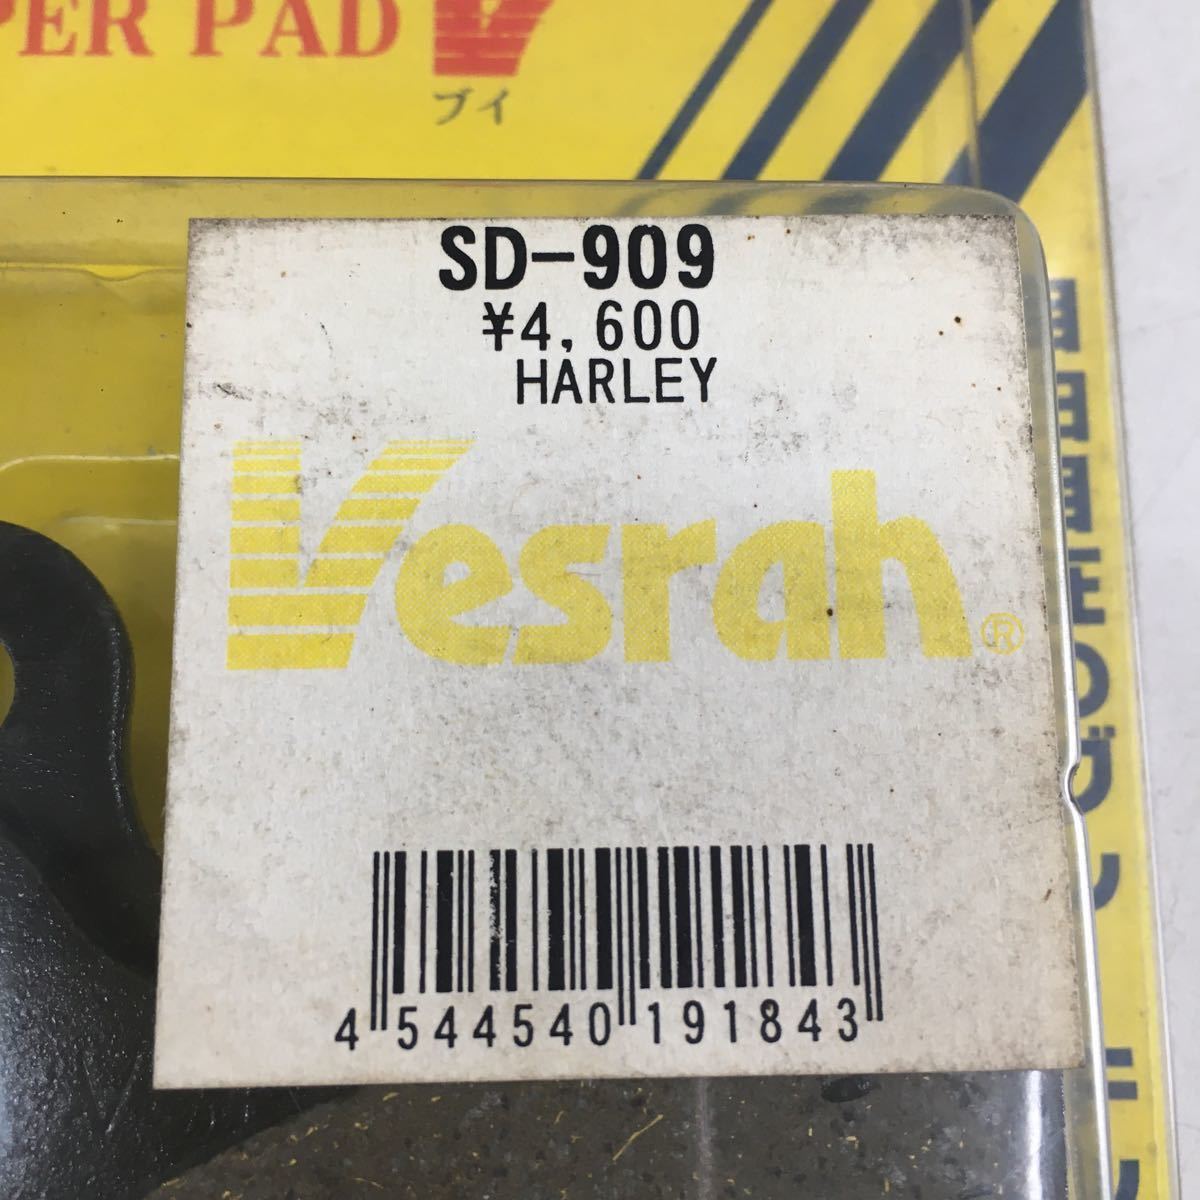 PER PAD V
ブイ
SD-909
¥4,600
HARLEY
Vesrah®
4 544540 191843